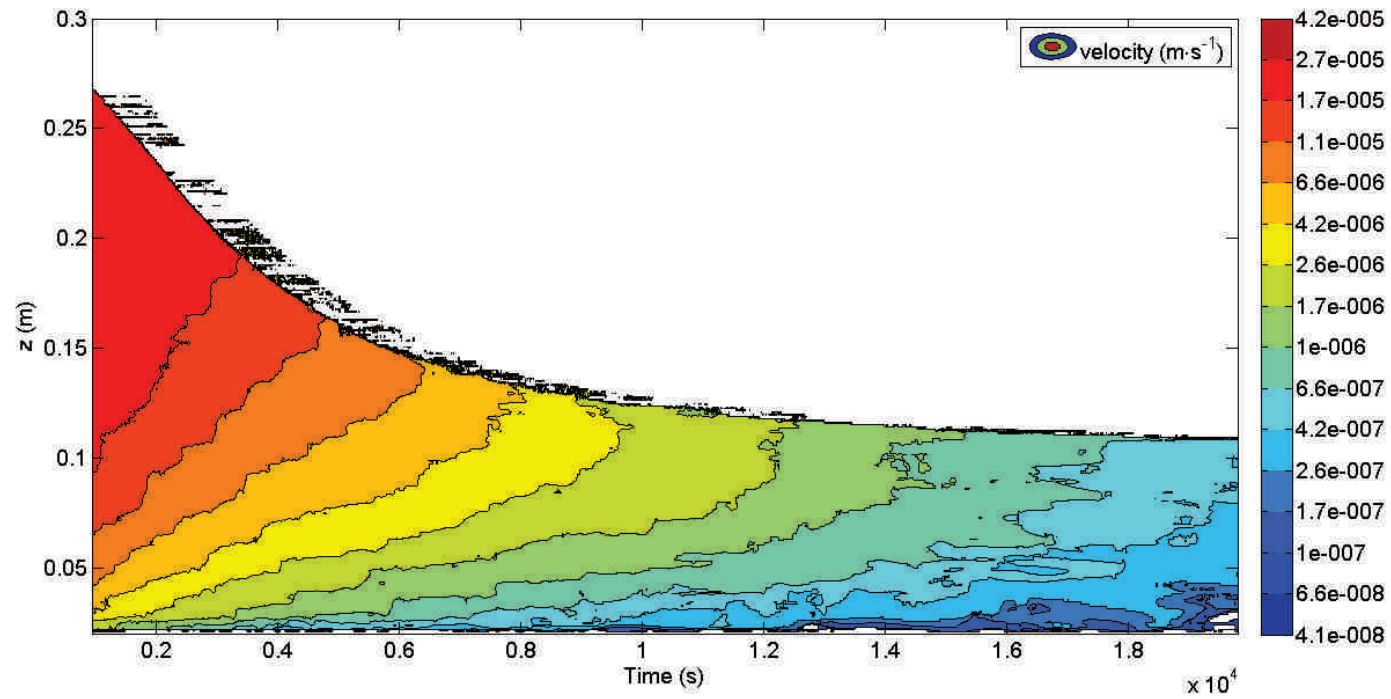 velocity (m·s⁻¹)
0.3
0.25
0.2
0.15
0.1
0.05
z (m)
0.2 0.4 0.6 0.8 1 1.2 1.4 1.6 1.8
Time (s)
x 10⁴
4.2e-005
2.7e-005
1.7e-005
1.1e-005
6.6e-006
4.2e-006
2.6e-006
1.7e-006
1e-006
6.6e-007
4.2e-007
2.6e-007
1.7e-007
1e-007
6.6e-008
4.1e-008